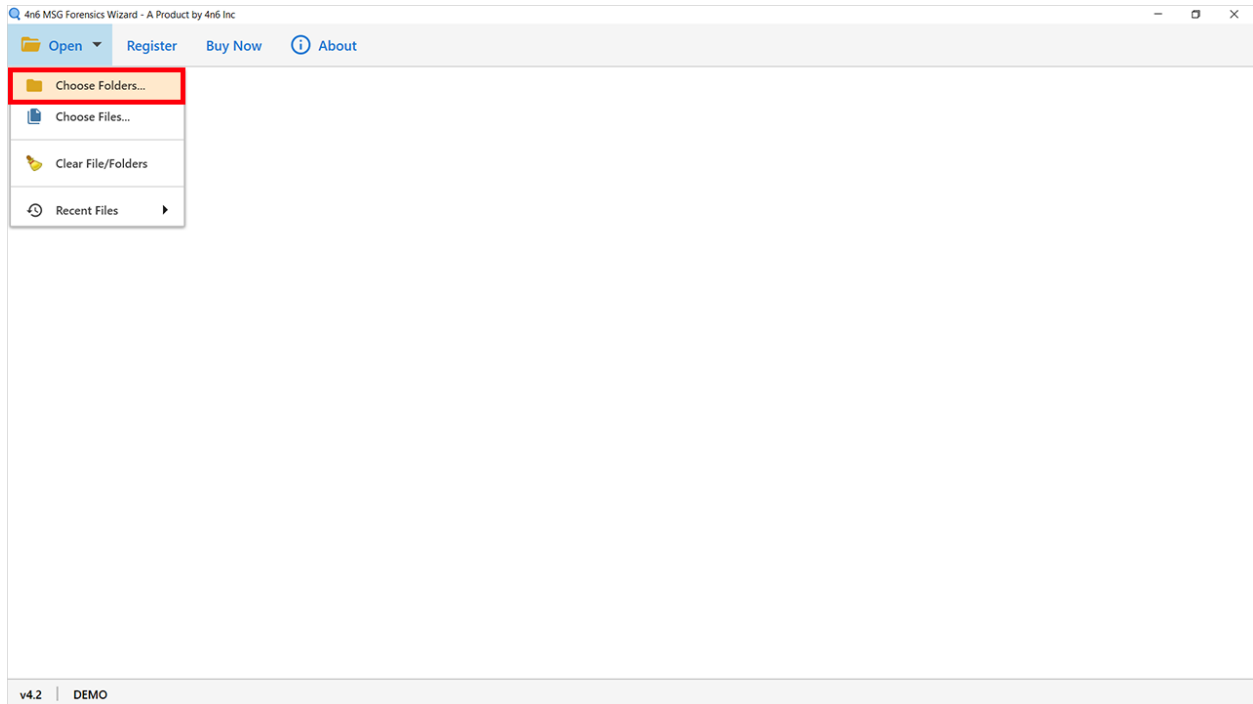 4n6 MSG Forensics Wizard - A Product by 4n6 Inc
Open Register Buy Now About
Choose Folders...
Choose Files...
Clear File/Folders
Recent Files
v4.2 DEMO